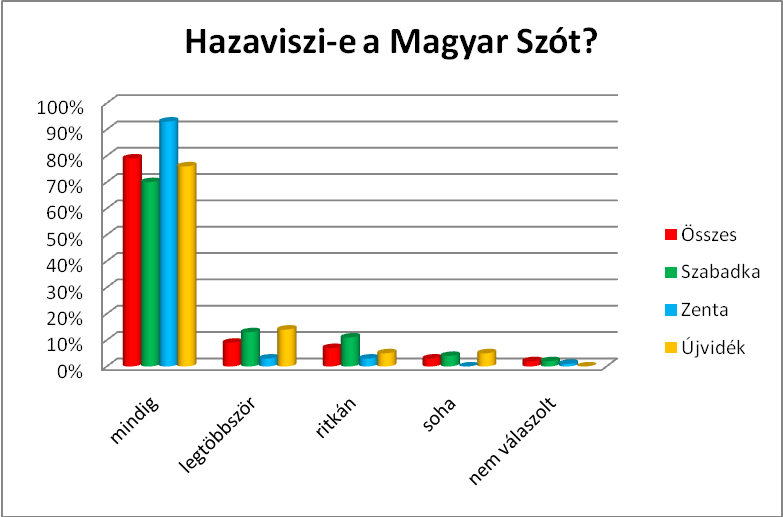 Hazaviszi-e a Magyar Szót?
100%
90%
80%
70%
60%
50%
40%
30%
20%
10%
0%
mindig
legtöbbször
ritkán
soha
nem válaszolt
Összes
Szabadka
Zenta
Újvidék